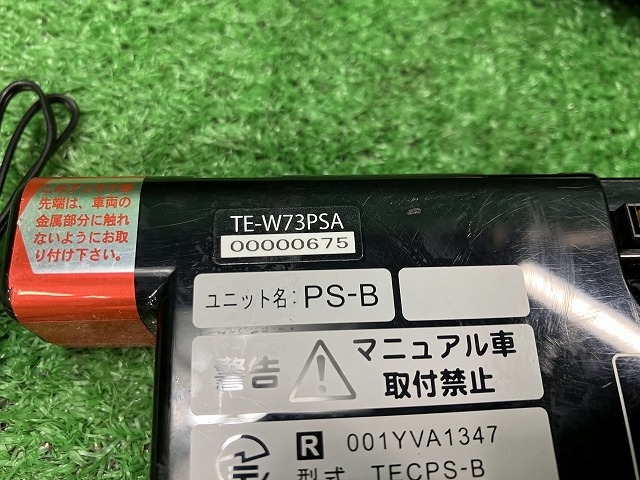 先端は、車両の
金属部分に触れ
ないようにお取
り付け下さい。
TE-W73PSA
00000675
ユニット名: PS-B
警告
マニュアル車
取付禁止
R 001YVA1347
型式 TECPS-B